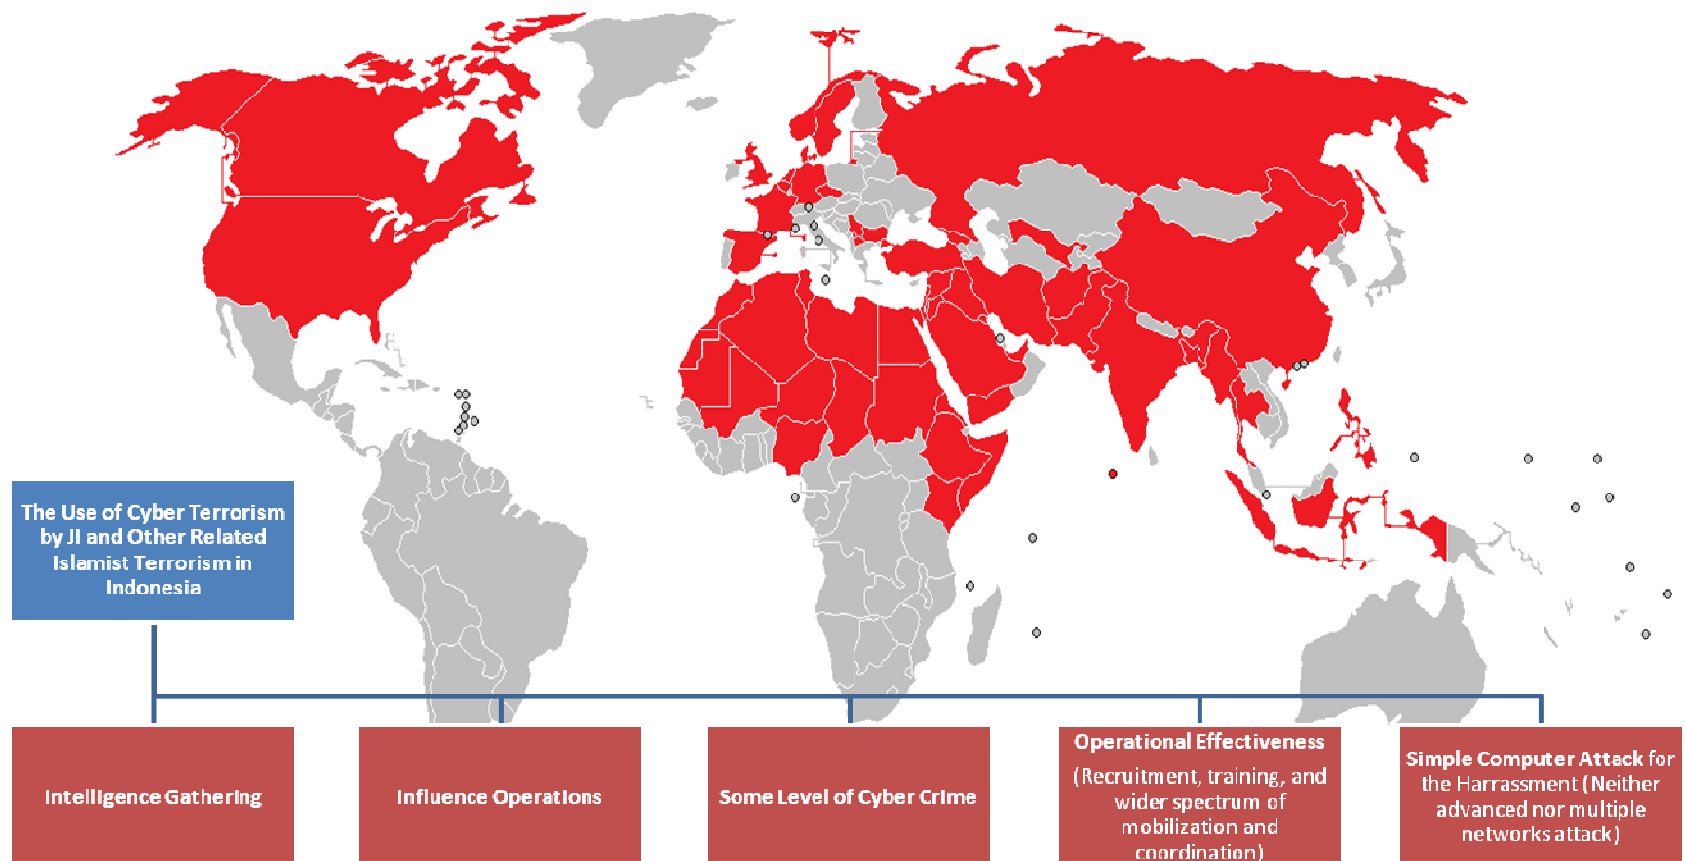 The Use of Cyber Terrorism
by JI and Other Related
Islamist Terrorism in
Indonesia
Intelligence Gathering
Influence Operations
Some Level of Cyber Crime
Operational Effectiveness
(Recruitment, training, and
wider spectrum of
mobilization and
coordination)
Simple Computer Attack for
the Harrassment (Neither
advanced nor multiple
networks attack)